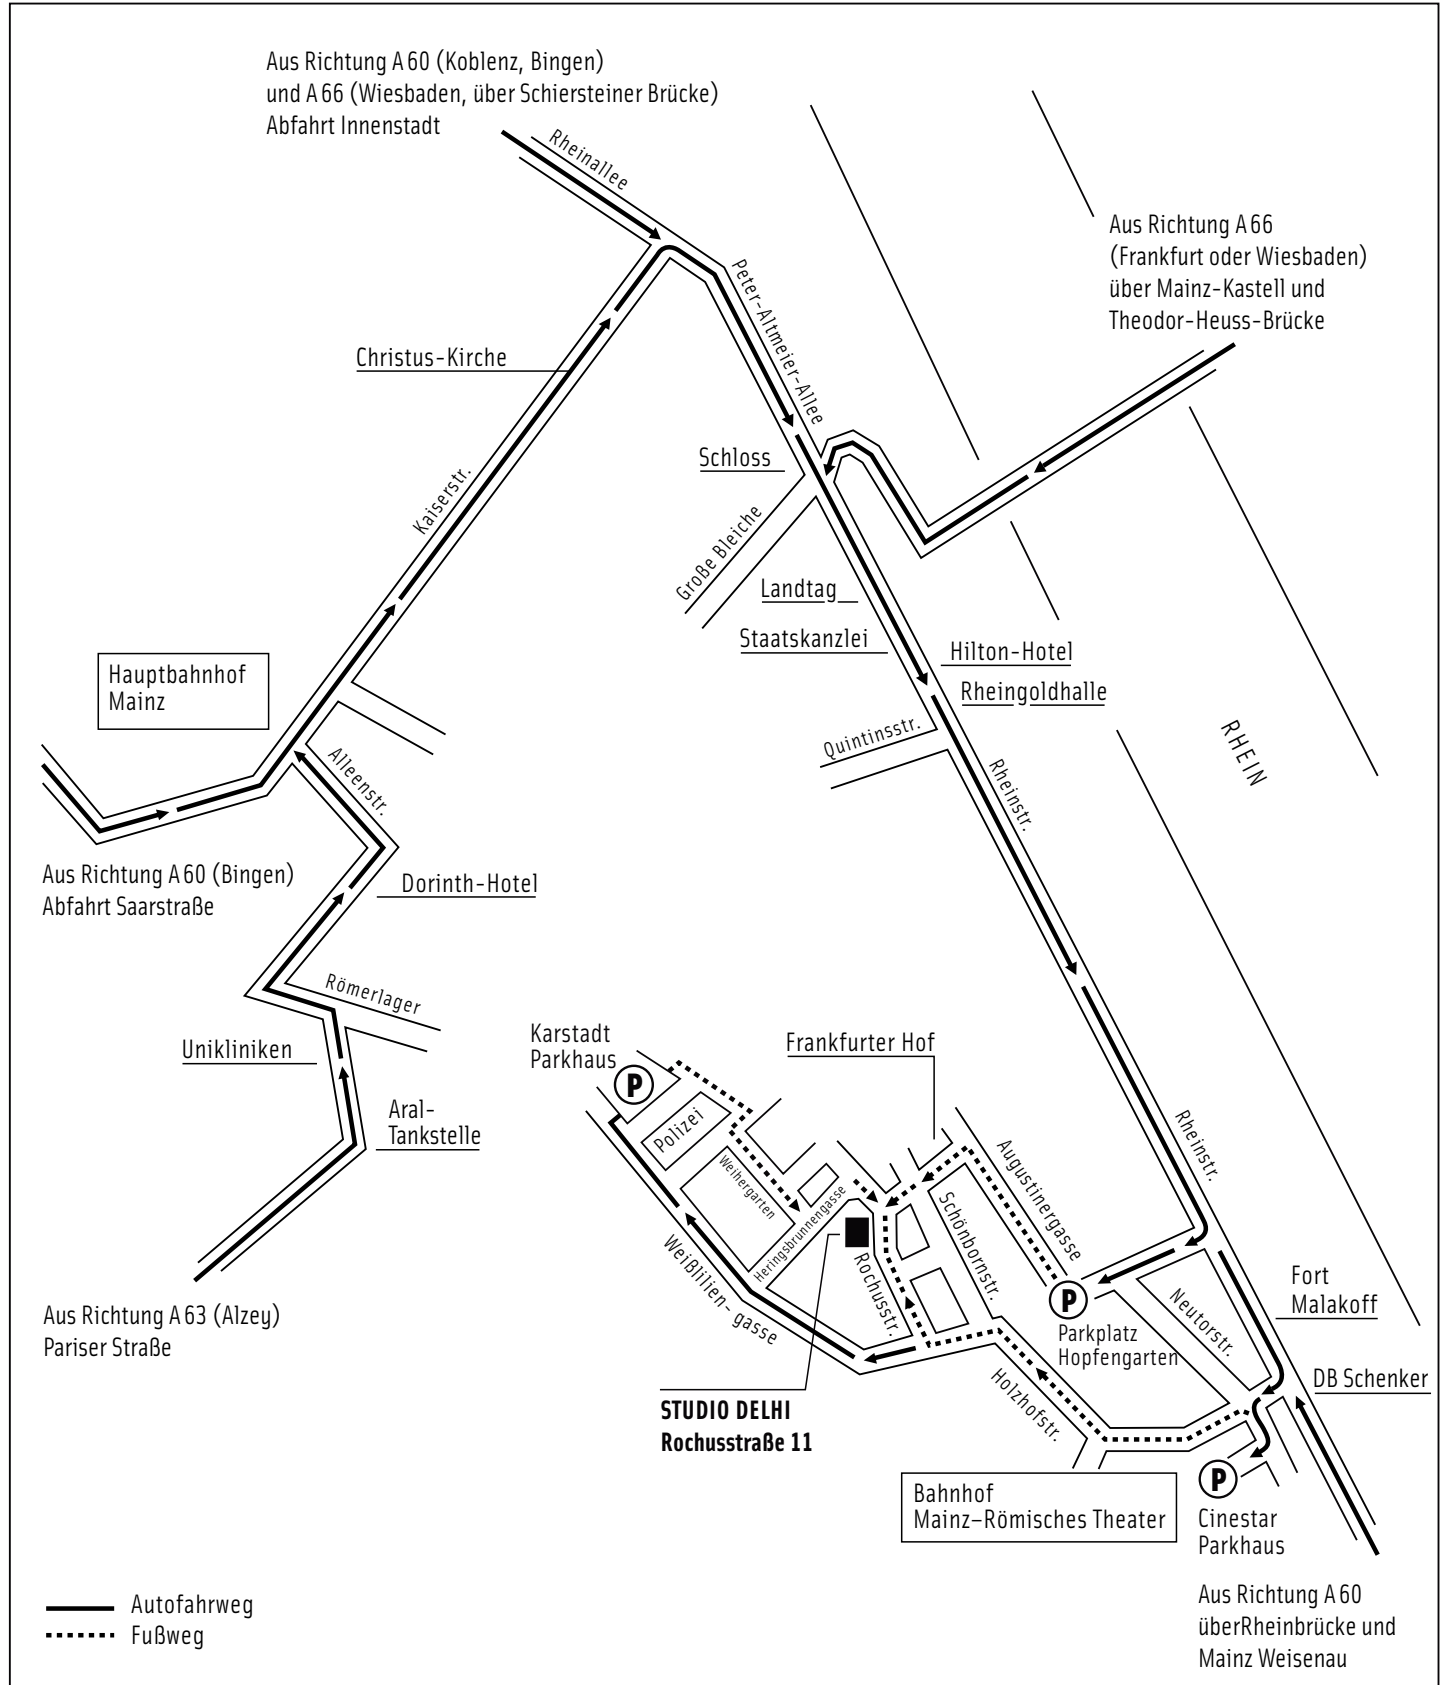 Aus Richtung A 60 (Koblenz, Bingen)
und A 66 (Wiesbaden, über Schiersteiner Brücke)
Abfahrt Innenstadt
Rheinallee
Aus Richtung A 66
(Frankfurt oder Wiesbaden)
über Mainz-Kastell und
Theodor-Heuss-Brücke
Peter-Altmeier-Allee
Christus-Kirche
Schloss
Kaiserstr.
Große Bleiche
Landtag
Staatskanzlei
Hilton-Hotel
Rheingoldhalle
Hauptbahnhof
Mainz
Quintinsstr.
RHEIN
Alleenstr.
Rheinstr.
Aus Richtung A 60 (Bingen)
Abfahrt Saarstraße
Dorinth-Hotel
Römerlager
Unikliniken
Karstadt
Parkhaus
P
Frankfurter Hof
Aral-
Tankstelle
Polizei
Weihergarten
Heringsbrunnengasse
Augustinergasse
Rheinstr.
Schönbornstr.
Weißlilien- gasse
Rochusstr.
Aus Richtung A 63 (Alzey)
Pariser Straße
P
Parkplatz
Hopfengarten
Neutorstr.
Fort
Malakoff
DB Schenker
Holzhofstr.
STUDIO DELHI
Rochusstraße 11
Bahnhof
Mainz–Römisches Theater
P
Cinestar
Parkhaus
Aus Richtung A 60
überRheinbrücke und
Mainz Weisenau
Autofahrweg
Fußweg